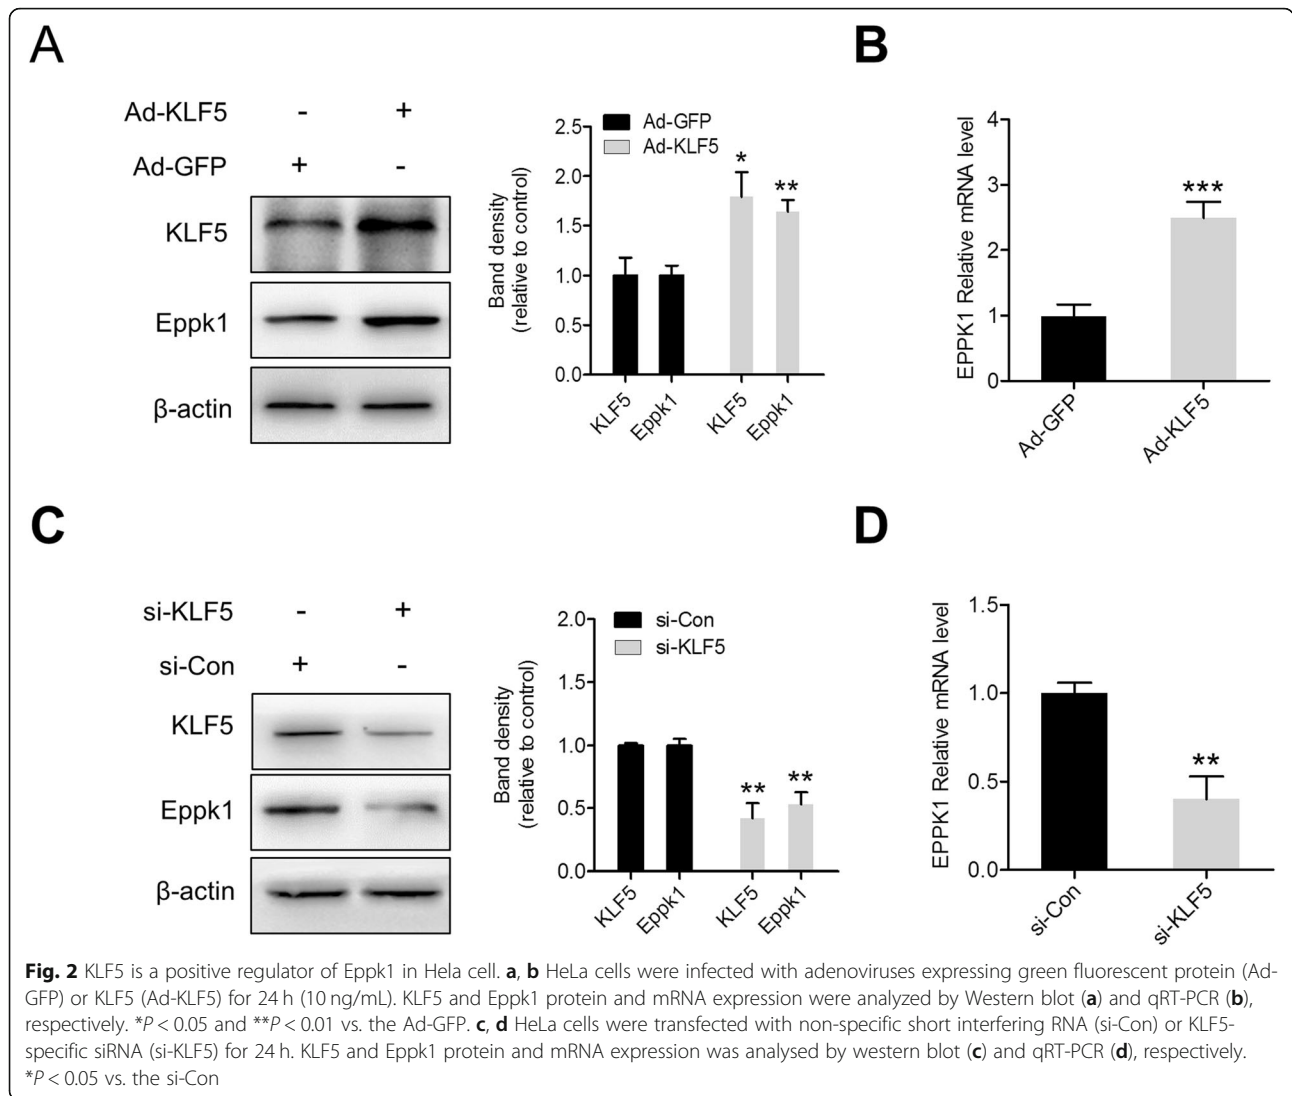 A
Ad-KLF5 - +
Ad-GFP + -
KLF5
Eppk1
β-actin
Ad-GFP
Ad-KLF5
Band density
(relative to control)
2.5
2.0
1.5
1.0
0.5
0.0
* **
KLF5 Eppk1 KLF5 Eppk1
B
EPPK1 Relative mRNA level
4
3
2
1
0
***
Ad-GFP Ad-KLF5
C
si-KLF5 - +
si-Con + -
KLF5
Eppk1
β-actin
si-Con
si-KLF5
Band density
(relative to control)
2.0
1.5
1.0
0.5
0.0
** **
KLF5 Eppk1 KLF5 Eppk1
D
EPPK1 Relative mRNA level
1.5
1.0
0.5
0.0
**
si-Con si-KLF5
Fig. 2 KLF5 is a positive regulator of Eppk1 in Hela cell. a, b HeLa cells were infected with adenoviruses expressing green fluorescent protein (Ad-
GFP) or KLF5 (Ad-KLF5) for 24 h (10 ng/mL). KLF5 and Eppk1 protein and mRNA expression were analyzed by Western blot (a) and qRT-PCR (b),
respectively. *P < 0.05 and **P < 0.01 vs. the Ad-GFP. c, d HeLa cells were transfected with non-specific short interfering RNA (si-Con) or KLF5-
specific siRNA (si-KLF5) for 24 h. KLF5 and Eppk1 protein and mRNA expression was analysed by western blot (c) and qRT-PCR (d), respectively.
*P < 0.05 vs. the si-Con